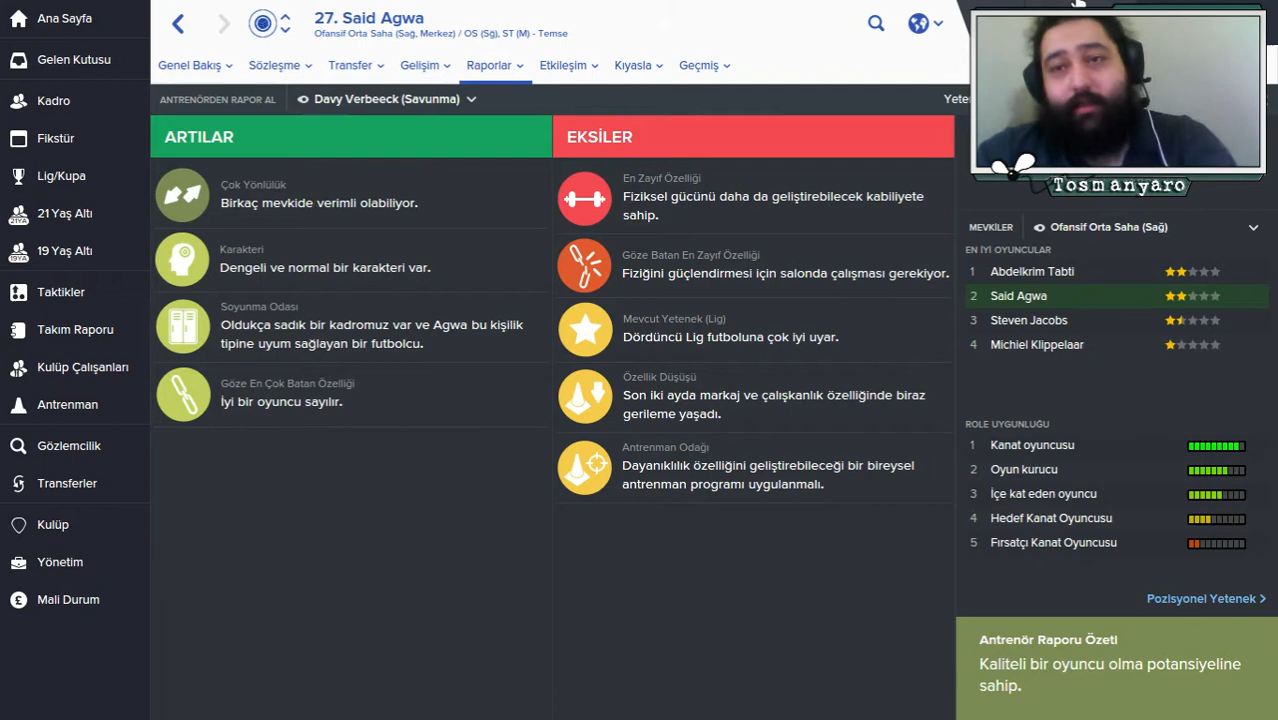 Ana Sayfa
Gelen Kutusu
Kadro
Fikstür
Lig/Kupa
21YA
21 Yaş Altı
19YA
19 Yaş Altı
Taktikler
Takım Raporu
Kulüp Çalışanları
Antrenman
Gözlemcilik
Transferler
Kulüp
Yönetim
Mali Durum
27. Said Agwa
Ofansif Orta Saha (Sağ, Merkez) / OS (Sğ), ST (M) - Temse
Genel Bakış
Sözleşme
Transfer
Gelişim
Raporlar
Etkileşim
Kıyasla
Geçmiş
ANTRENÖRDEN RAPOR AL
Davy Verbeeck (Savunma)
Yete
ARTILAR
Çok Yönlülük
Birkaç mevkide verimli olabiliyor.
Karakteri
Dengeli ve normal bir karakteri var.
Soyunma Odası
Oldukça sadık bir kadromuz var ve Agwa bu kişilik
tipine uyum sağlayan bir futbolcu.
Göze En Çok Batan Özelliği
İyi bir oyuncu sayılır.
EKSİLER
En Zayıf Özelliği
Fiziksel gücünü daha da geliştirebilecek kabiliyete
sahip.
Göze Batan En Zayıf Özelliği
Fiziğini güçlendirmesi için salonda çalışması gerekiyor.
Mevcut Yetenek (Lig)
Dördüncü Lig futboluna çok iyi uyar.
Özellik Düşüşü
Son iki ayda markaj ve çalışkanlık özelliğinde biraz
gerileme yaşadı.
Antrenman Odağı
Dayanıklılık özelliğini geliştirebileceği bir bireysel
antrenman programı uygulanmalı.
Tosmanyaro
MEVKİLER
Ofansif Orta Saha (Sağ)
EN İYİ OYUNCULAR
1 Abdelkrim Tabti
2 Said Agwa
3 Steven Jacobs
4 Michiel Klippelaar
ROLE UYGUNLUĞU
1 Kanat oyuncusu
2 Oyun kurucu
3 İçe kat eden oyuncu
4 Hedef Kanat Oyuncusu
5 Fırsatçı Kanat Oyuncusu
Pozisyonel Yetenek
Antrenör Raporu Özeti
Kaliteli bir oyuncu olma potansiyeline
sahip.